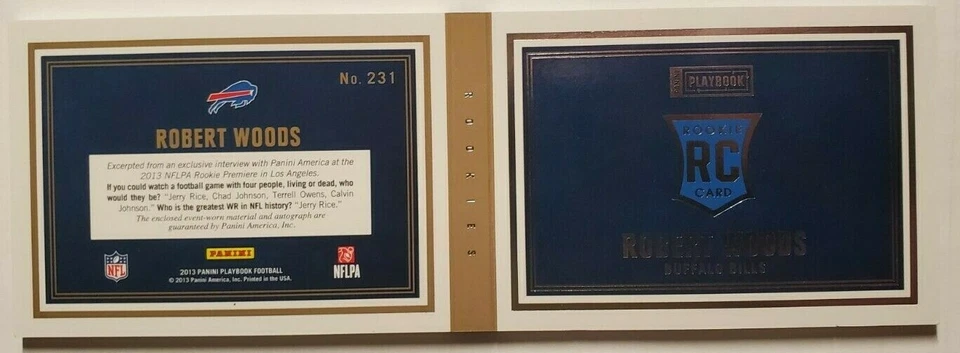 No. 231
ROBERT WOODS
Excerpted from an exclusive interview with Panini America at the
2013 NFLPA Rookie Premiere in Los Angeles.
If you could watch a football game with four people, living or dead, who
would they be? "Jerry Rice, Chad Johnson, Terrell Owens, Calvin
Johnson." Who is the greatest WR in NFL history? "Jerry Rice."
The enclosed event-worn material and autograph are
guaranteed by Panini America, Inc.
NFL
PANINI
NFLPA
2013 PANINI PLAYBOOK FOOTBALL
© 2013 Panini America, Inc. Printed in the USA.
ROOKIES
PLAYBOOK
ROOKIE
RC
CARD
ROBERT WOODS
BUFFALO BILLS